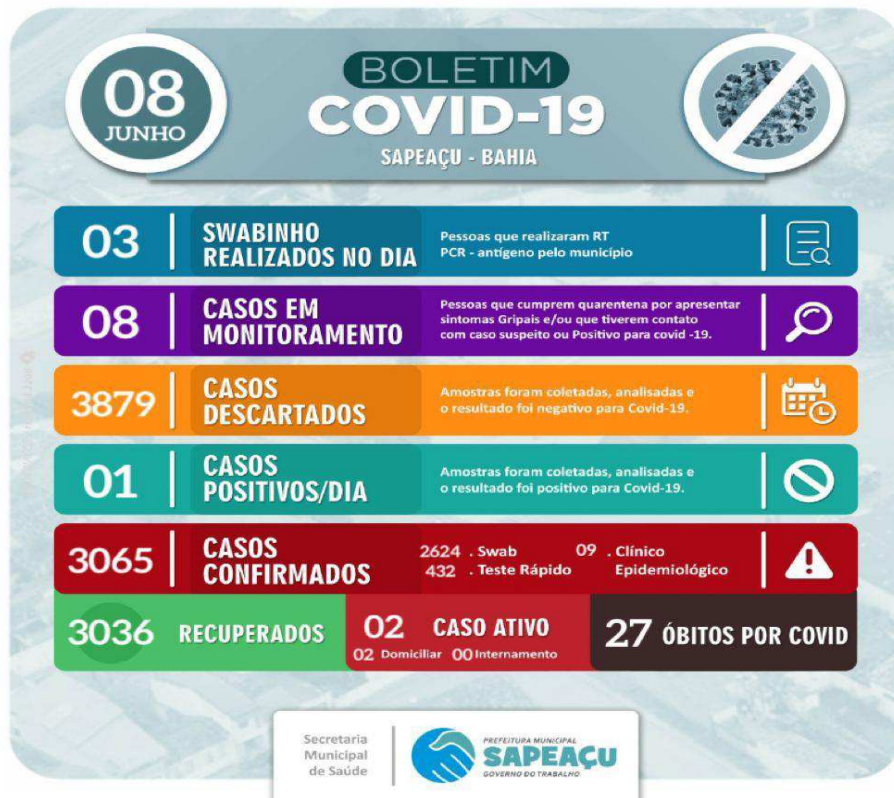 08
JUNHO
BOLETIM
COVID-19
SAPEAÇU - BAHIA
03
SWABINHO
REALIZADOS NO DIA
Pessoas que realizaram RT
PCR - antígeno pelo município
08
CASOS EM
MONITORAMENTO
Pessoas que cumprem quarentena por apresentar
sintomas Gripais e/ou que tiverem contato
com caso suspeito ou Positivo para covid -19.
3879
CASOS
DESCARTADOS
Amostras foram coletadas, analisadas e
o resultado foi negativo para Covid-19.
01
CASOS
POSITIVOS/DIA
Amostras foram coletadas, analisadas e
o resultado foi positivo para Covid-19.
3065
CASOS
CONFIRMADOS
2624 . Swab
432 . Teste Rápido
09 . Clínico
Epidemiológico
3036 RECUPERADOS
02 CASO ATIVO
02 Domiciliar 00 Internamento
27 ÓBITOS POR COVID
Secretaria
Municipal
de Saúde
PREFEITURA MUNICIPAL
SAPEAÇU
GOVERNO DO TRABALHO